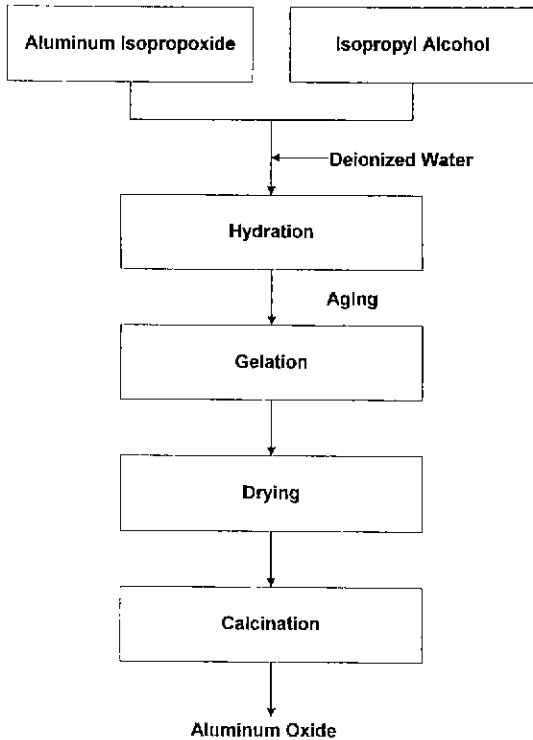 Aluminum Isopropoxide
Isopropyl Alcohol
Deionized Water
Hydration
Aging
Gelation
Drying
Calcination
Aluminum Oxide